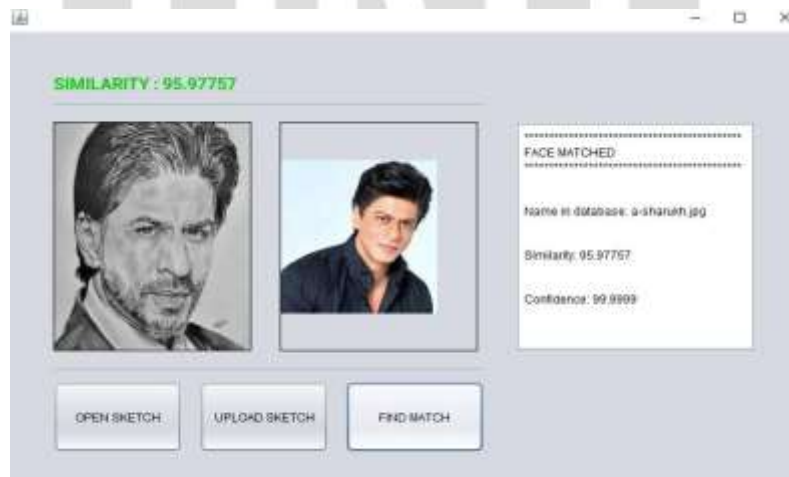 SIMILARITY : 95.97757
FACE MATCHED
Name in database: a-sharukh.jpg
Similarity: 95.97757
Confidence: 99.9999
OPEN SKETCH
UPLOAD SKETCH
FIND MATCH